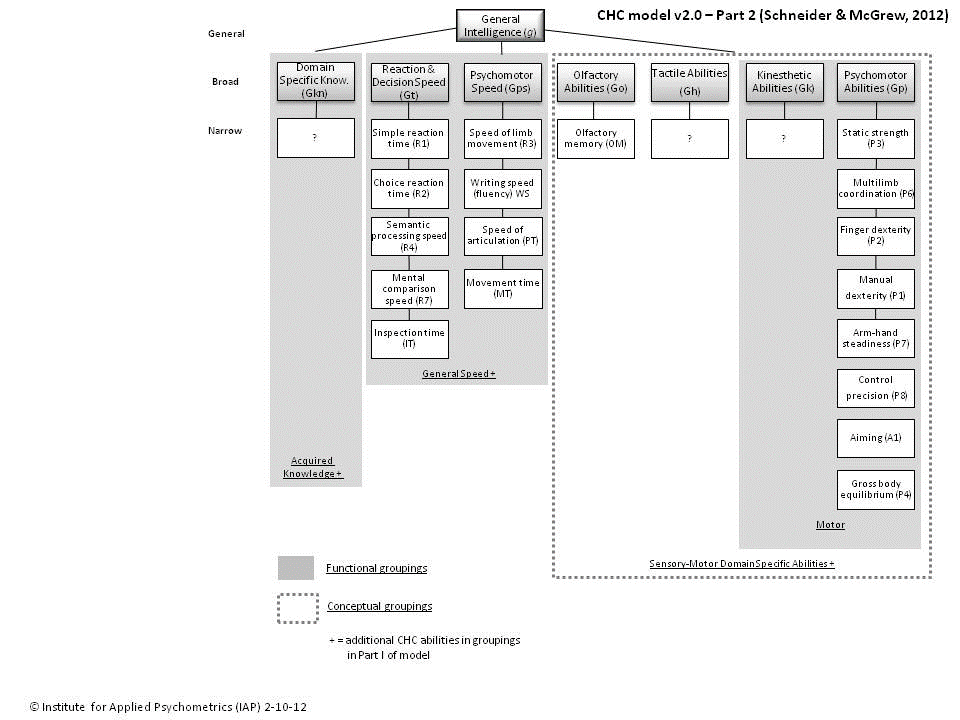 CHC model v2.0 – Part 2 (Schneider & McGrew, 2012)
General
General
Intelligence (g)
Broad
Domain
Specific Know.
(Gkn)
Reaction &
Decision Speed
(Gt)
Psychomotor
Speed (Gps)
Olfactory
Abilities (Go)
Tactile Abilities
(Gh)
Kinesthetic
Abilities (Gk)
Psychomotor
Abilities (Gp)
Narrow
?
Simple reaction
time (R1)
Choice reaction
time (R2)
Semantic
processing speed
(R4)
Mental
comparison
speed (R7)
Inspection time
(IT)
Speed of limb
movement (R3)
Writing speed
(fluency) WS
Speed of
articulation (PT)
Movement time
(MT)
Olfactory
memory (OM)
?
?
Static strength
(P3)
Multilimb
coordination (P6)
Finger dexterity
(P2)
Manual
dexterity (P1)
Arm-hand
steadiness (P7)
Control
precision (P8)
Aiming (A1)
Gross body
equilibrium (P4)
General Speed +
Acquired
Knowledge +
Motor
Sensory-Motor Domain Specific Abilities +
Functional groupings
Conceptual groupings
+ = additional CHC abilities in groupings
in Part I of model
© Institute for Applied Psychometrics (IAP) 2-10-12